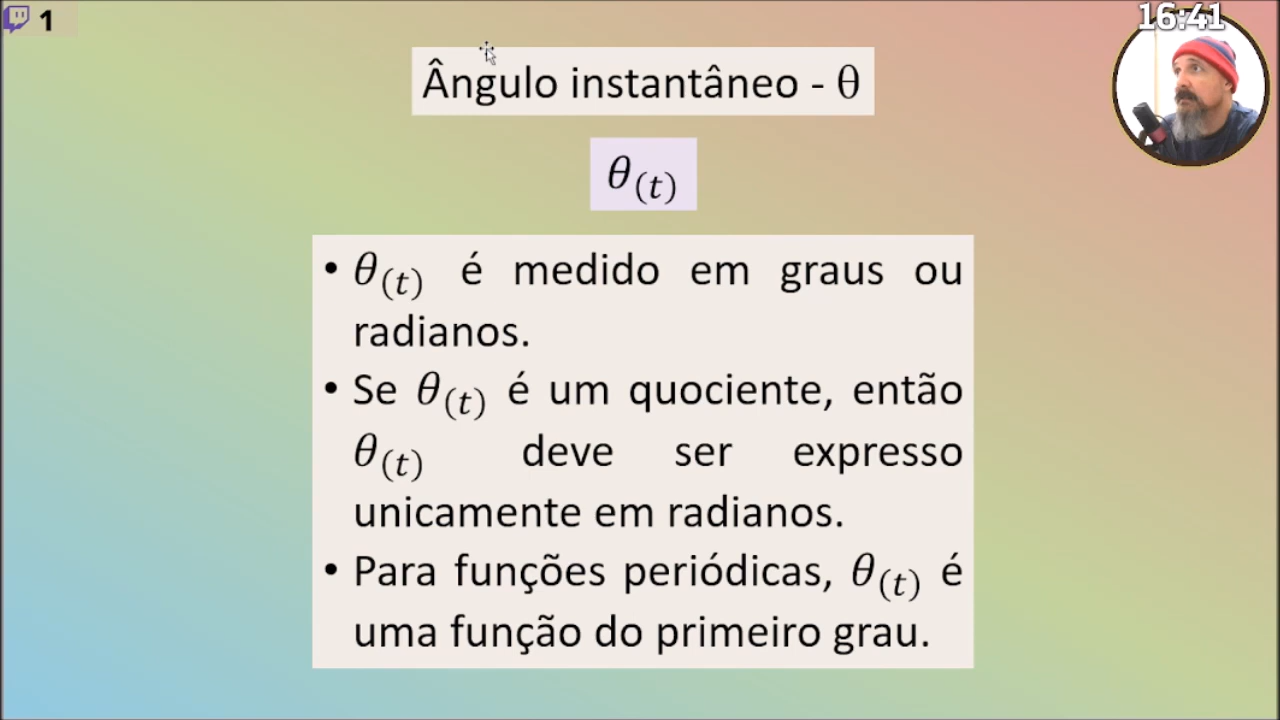 1
16:41
Ângulo instantâneo - θ
θ(t)
• θ(t) é medido em graus ou
radianos.
• Se θ(t) é um quociente, então
θ(t) deve ser expresso
unicamente em radianos.
• Para funções periódicas, θ(t) é
uma função do primeiro grau.